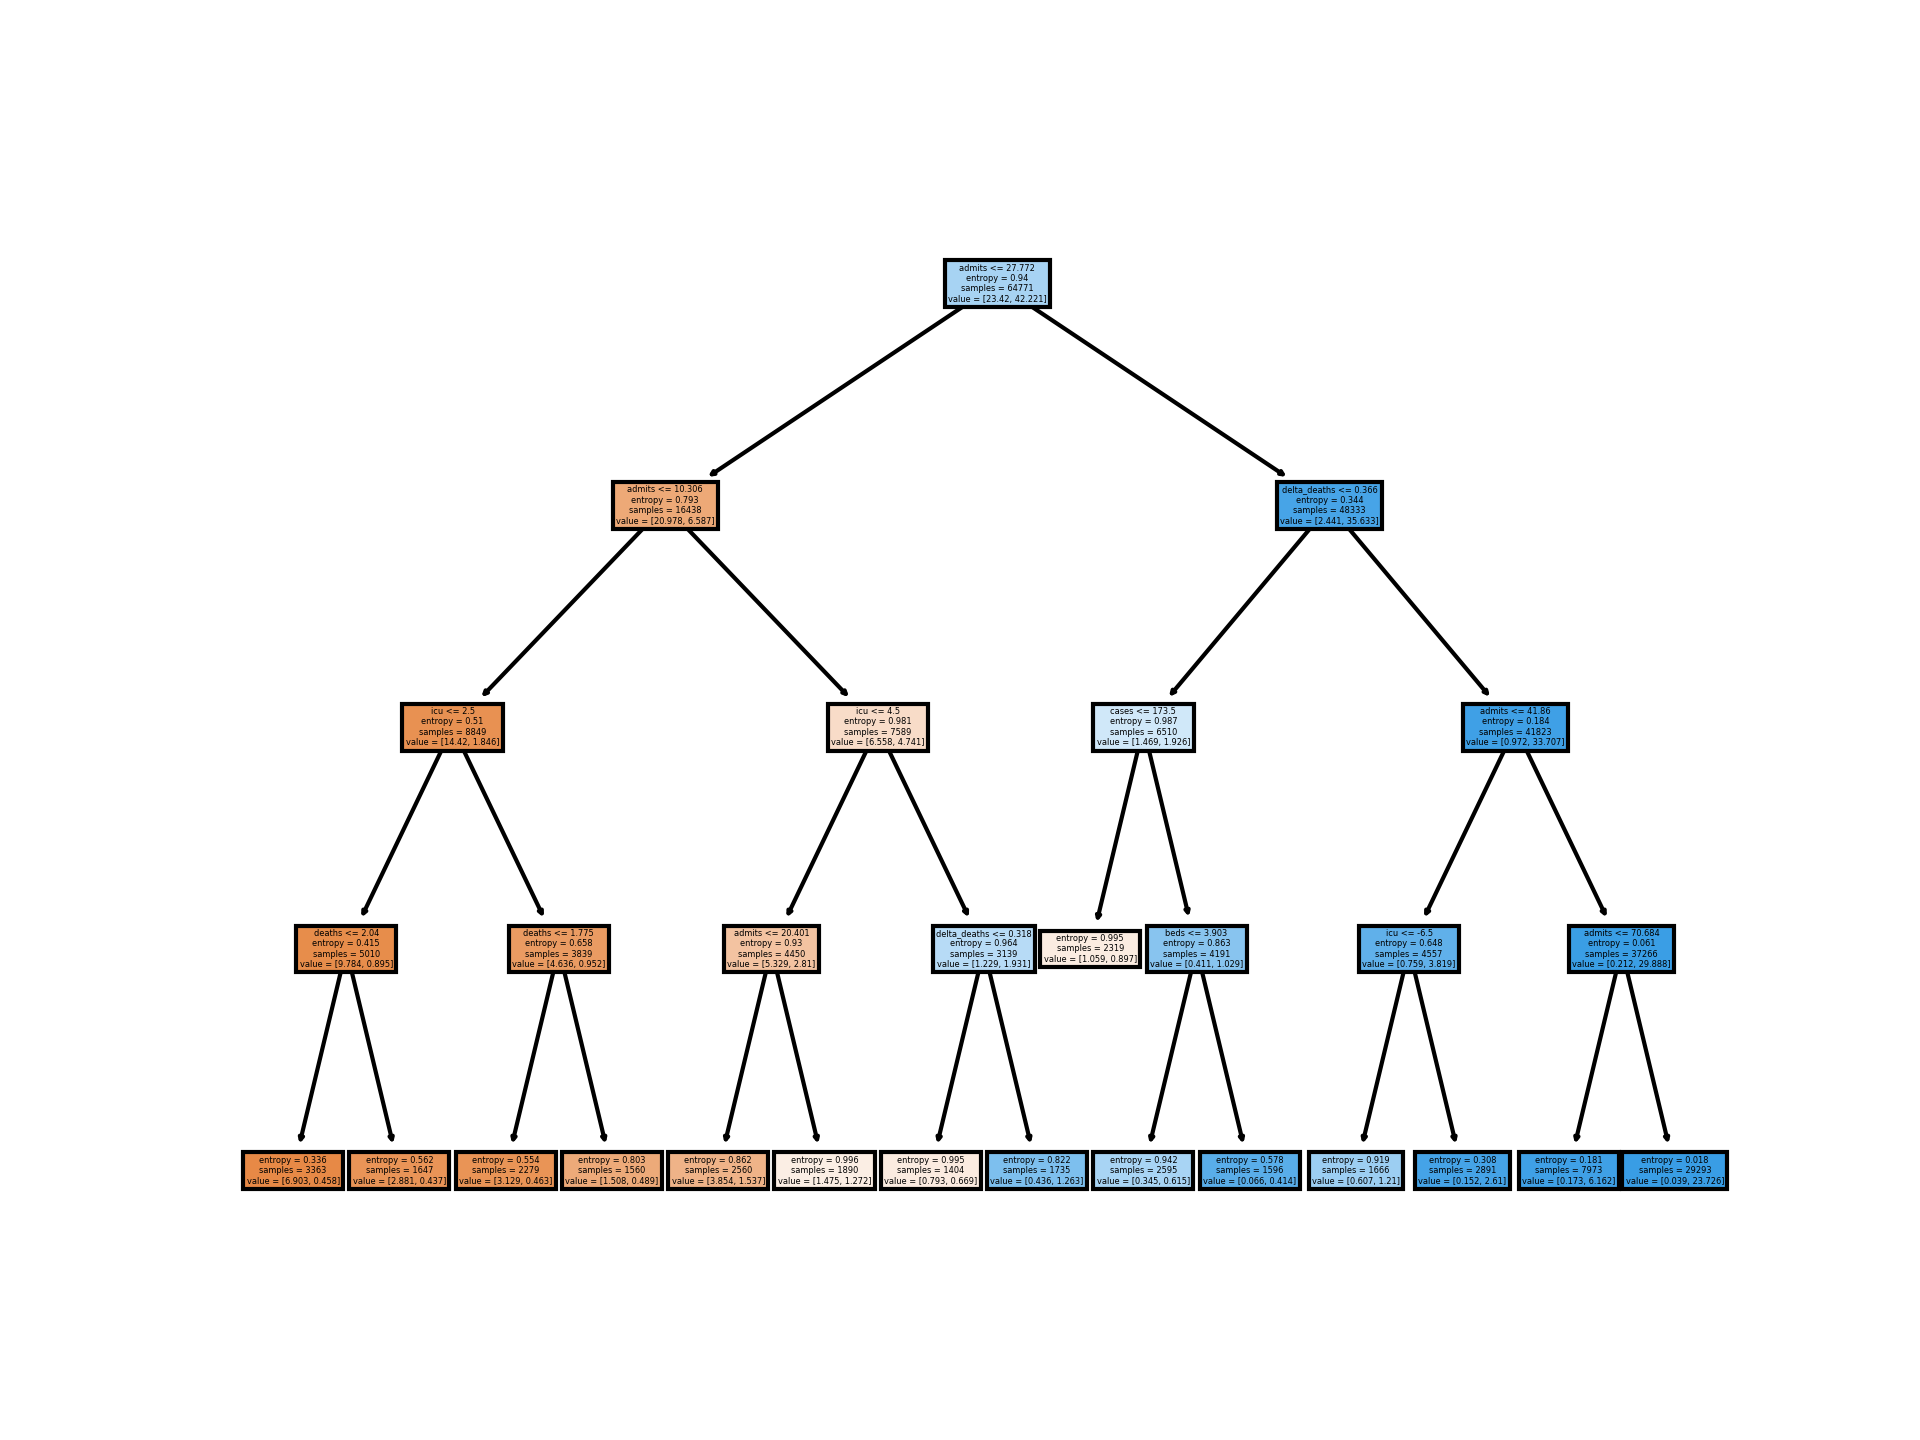 admits <= 27.772
entropy = 0.94
samples = 64771
value = [23.42, 42.221]
admits <= 10.306
entropy = 0.793
samples = 16438
value = [20.978, 6.587]
delta_deaths <= 0.366
entropy = 0.344
samples = 48333
value = [2.441, 35.633]
icu <= 2.5
entropy = 0.51
samples = 8849
value = [14.42, 1.846]
icu <= 4.5
entropy = 0.981
samples = 7589
value = [6.558, 4.741]
cases <= 173.5
entropy = 0.987
samples = 6510
value = [1.469, 1.926]
admits <= 41.86
entropy = 0.184
samples = 41823
value = [0.972, 33.707]
deaths <= 2.04
entropy = 0.415
samples = 5010
value = [9.784, 0.895]
deaths <= 1.775
entropy = 0.658
samples = 3839
value = [4.636, 0.952]
admits <= 20.401
entropy = 0.93
samples = 4450
value = [5.329, 2.81]
delta_deaths <= 0.318
entropy = 0.964
samples = 3139
value = [1.229, 1.931]
entropy = 0.995
samples = 2319
value = [1.059, 0.897]
beds <= 3.903
entropy = 0.863
samples = 4191
value = [0.411, 1.029]
icu <= -6.5
entropy = 0.648
samples = 4557
value = [0.759, 3.819]
admits <= 70.684
entropy = 0.061
samples = 37266
value = [0.212, 29.888]
entropy = 0.336
samples = 3363
value = [6.903, 0.458]
entropy = 0.562
samples = 1647
value = [2.881, 0.437]
entropy = 0.554
samples = 2279
value = [3.129, 0.463]
entropy = 0.803
samples = 1560
value = [1.508, 0.489]
entropy = 0.862
samples = 2560
value = [3.854, 1.537]
entropy = 0.996
samples = 1890
value = [1.475, 1.272]
entropy = 0.995
samples = 1404
value = [0.793, 0.669]
entropy = 0.822
samples = 1735
value = [0.436, 1.263]
entropy = 0.942
samples = 2595
value = [0.345, 0.615]
entropy = 0.578
samples = 1596
value = [0.066, 0.414]
entropy = 0.919
samples = 1666
value = [0.607, 1.21]
entropy = 0.308
samples = 2891
value = [0.152, 2.61]
entropy = 0.181
samples = 7973
value = [0.173, 6.162]
entropy = 0.018
samples = 29293
value = [0.039, 23.726]